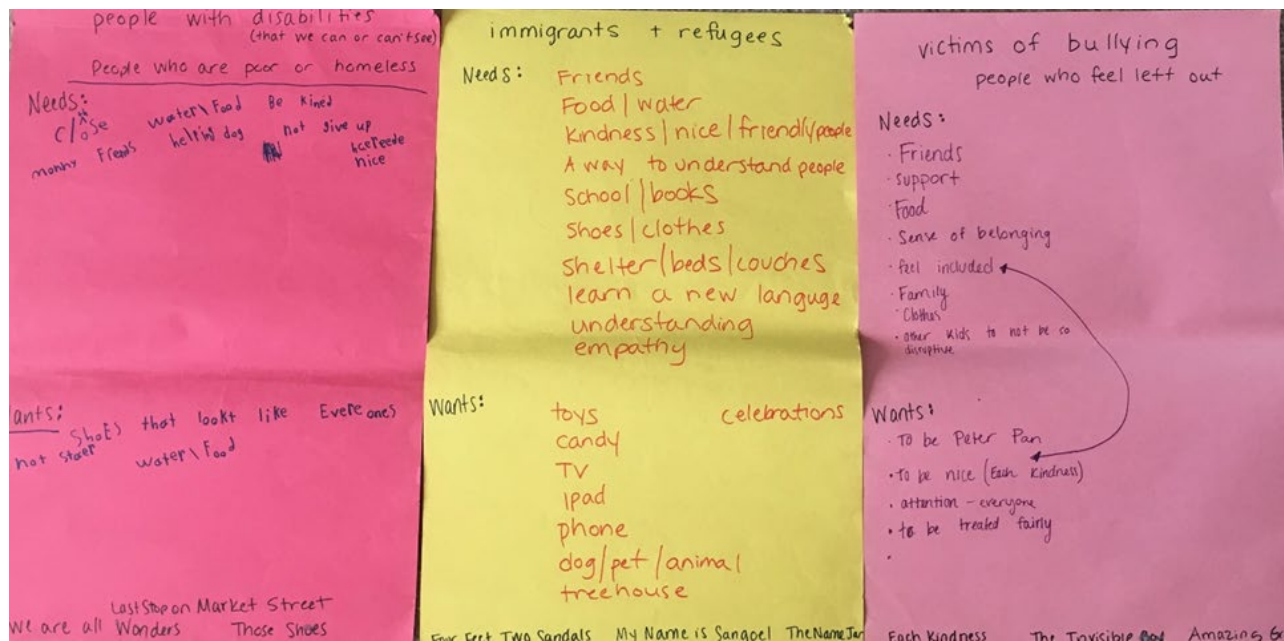 people with disabilities
(that we can or can't see)
People who are poor or homeless
Needs:
close
water\Food Be kined
monny Freads helping dog not give up
nice
ants:
shoes that lookt like Evereones
not staer water\Food
Last Stop on Market Street
We are all Wonders Those Shoes
immigrants + refugees
Needs: Friends
Food/water
kindness/nice/friendly people
A way to understand people
School/books
Shoes/clothes
Shelter/beds/couches
learn a new languge
understanding
empathy
Wants: toys celebrations
candy
TV
ipad
phone
dog/pet/animal
treehouse
Four Feet Two Sandals My Name is Sangoel The Name Jar
victims of bullying
people who feel left out
Needs:
· Friends
· support
· Food
· Sense of belonging
· feel included
· Family
· Clothes
· other kids to not be so
disruptive
Wants:
· To be Peter Pan
· To be nice (Each Kindness)
· attention - everyone
· to be treated fairly
·
Each Kindness The Invisible Boy Amazing